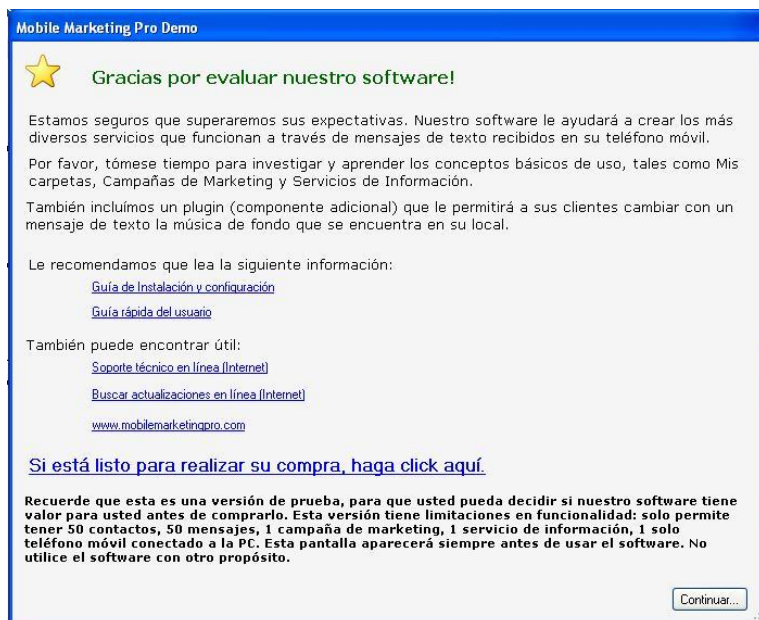 Mobile Marketing Pro Demo
Gracias por evaluar nuestro software!
Estamos seguros que superaremos sus expectativas. Nuestro software le ayudará a crear los más
diversos servicios que funcionan a través de mensajes de texto recibidos en su teléfono móvil.
Por favor, tómese tiempo para investigar y aprender los conceptos básicos de uso, tales como Mis
carpetas, Campañas de Marketing y Servicios de Información.
También incluímos un plugin (componente adicional) que le permitirá a sus clientes cambiar con un
mensaje de texto la música de fondo que se encuentra en su local.
Le recomendamos que lea la siguiente información:
Guía de Instalación y configuración
Guía rápida del usuario
También puede encontrar útil:
Soporte técnico en línea (Internet)
Buscar actualizaciones en línea (Internet)
www.mobilemarketingpro.com
Si está listo para realizar su compra, haga click aquí.
Recuerde que esta es una versión de prueba, para que usted pueda decidir si nuestro software tiene
valor para usted antes de comprarlo. Esta versión tiene limitaciones en funcionalidad: solo permite
tener 50 contactos, 50 mensajes, 1 campaña de marketing, 1 servicio de información, 1 solo
teléfono móvil conectado a la PC. Esta pantalla aparecerá siempre antes de usar el software. No
utilice el software con otro propósito.
Continuar...